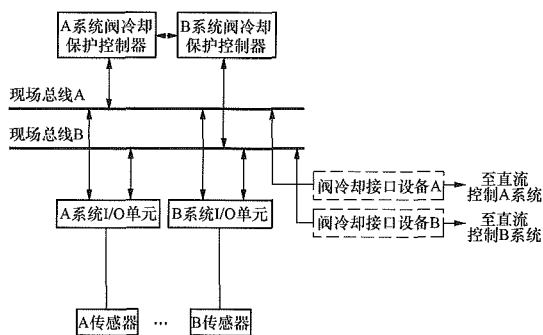 A系统阀冷却
保护控制器
B系统阀冷却
保护控制器
现场总线A
现场总线B
阀冷却接口设备A
至直流
控制A系统
阀冷却接口设备B
至直流
控制B系统
A系统I/O单元
B系统I/O单元
A传感器
…
B传感器